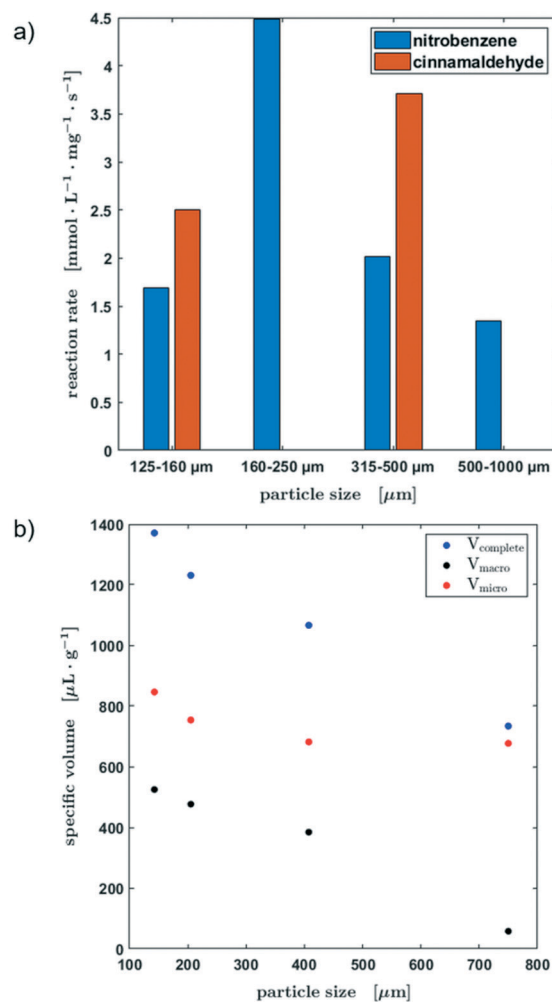 a)
4.5
4
3.5
3
2.5
2
1.5
1
0.5
0
reaction rate [mmol · L⁻¹ · mg⁻¹ · s⁻¹]
nitrobenzene
cinnamaldehyde
125-160 µm 160-250 µm 315-500 µm 500-1000 µm
particle size [µm]
b)
1400
1200
1000
800
600
400
200
0
specific volume [µL · g⁻¹]
V complete
V macro
V micro
100 200 300 400 500 600 700 800
particle size [µm]